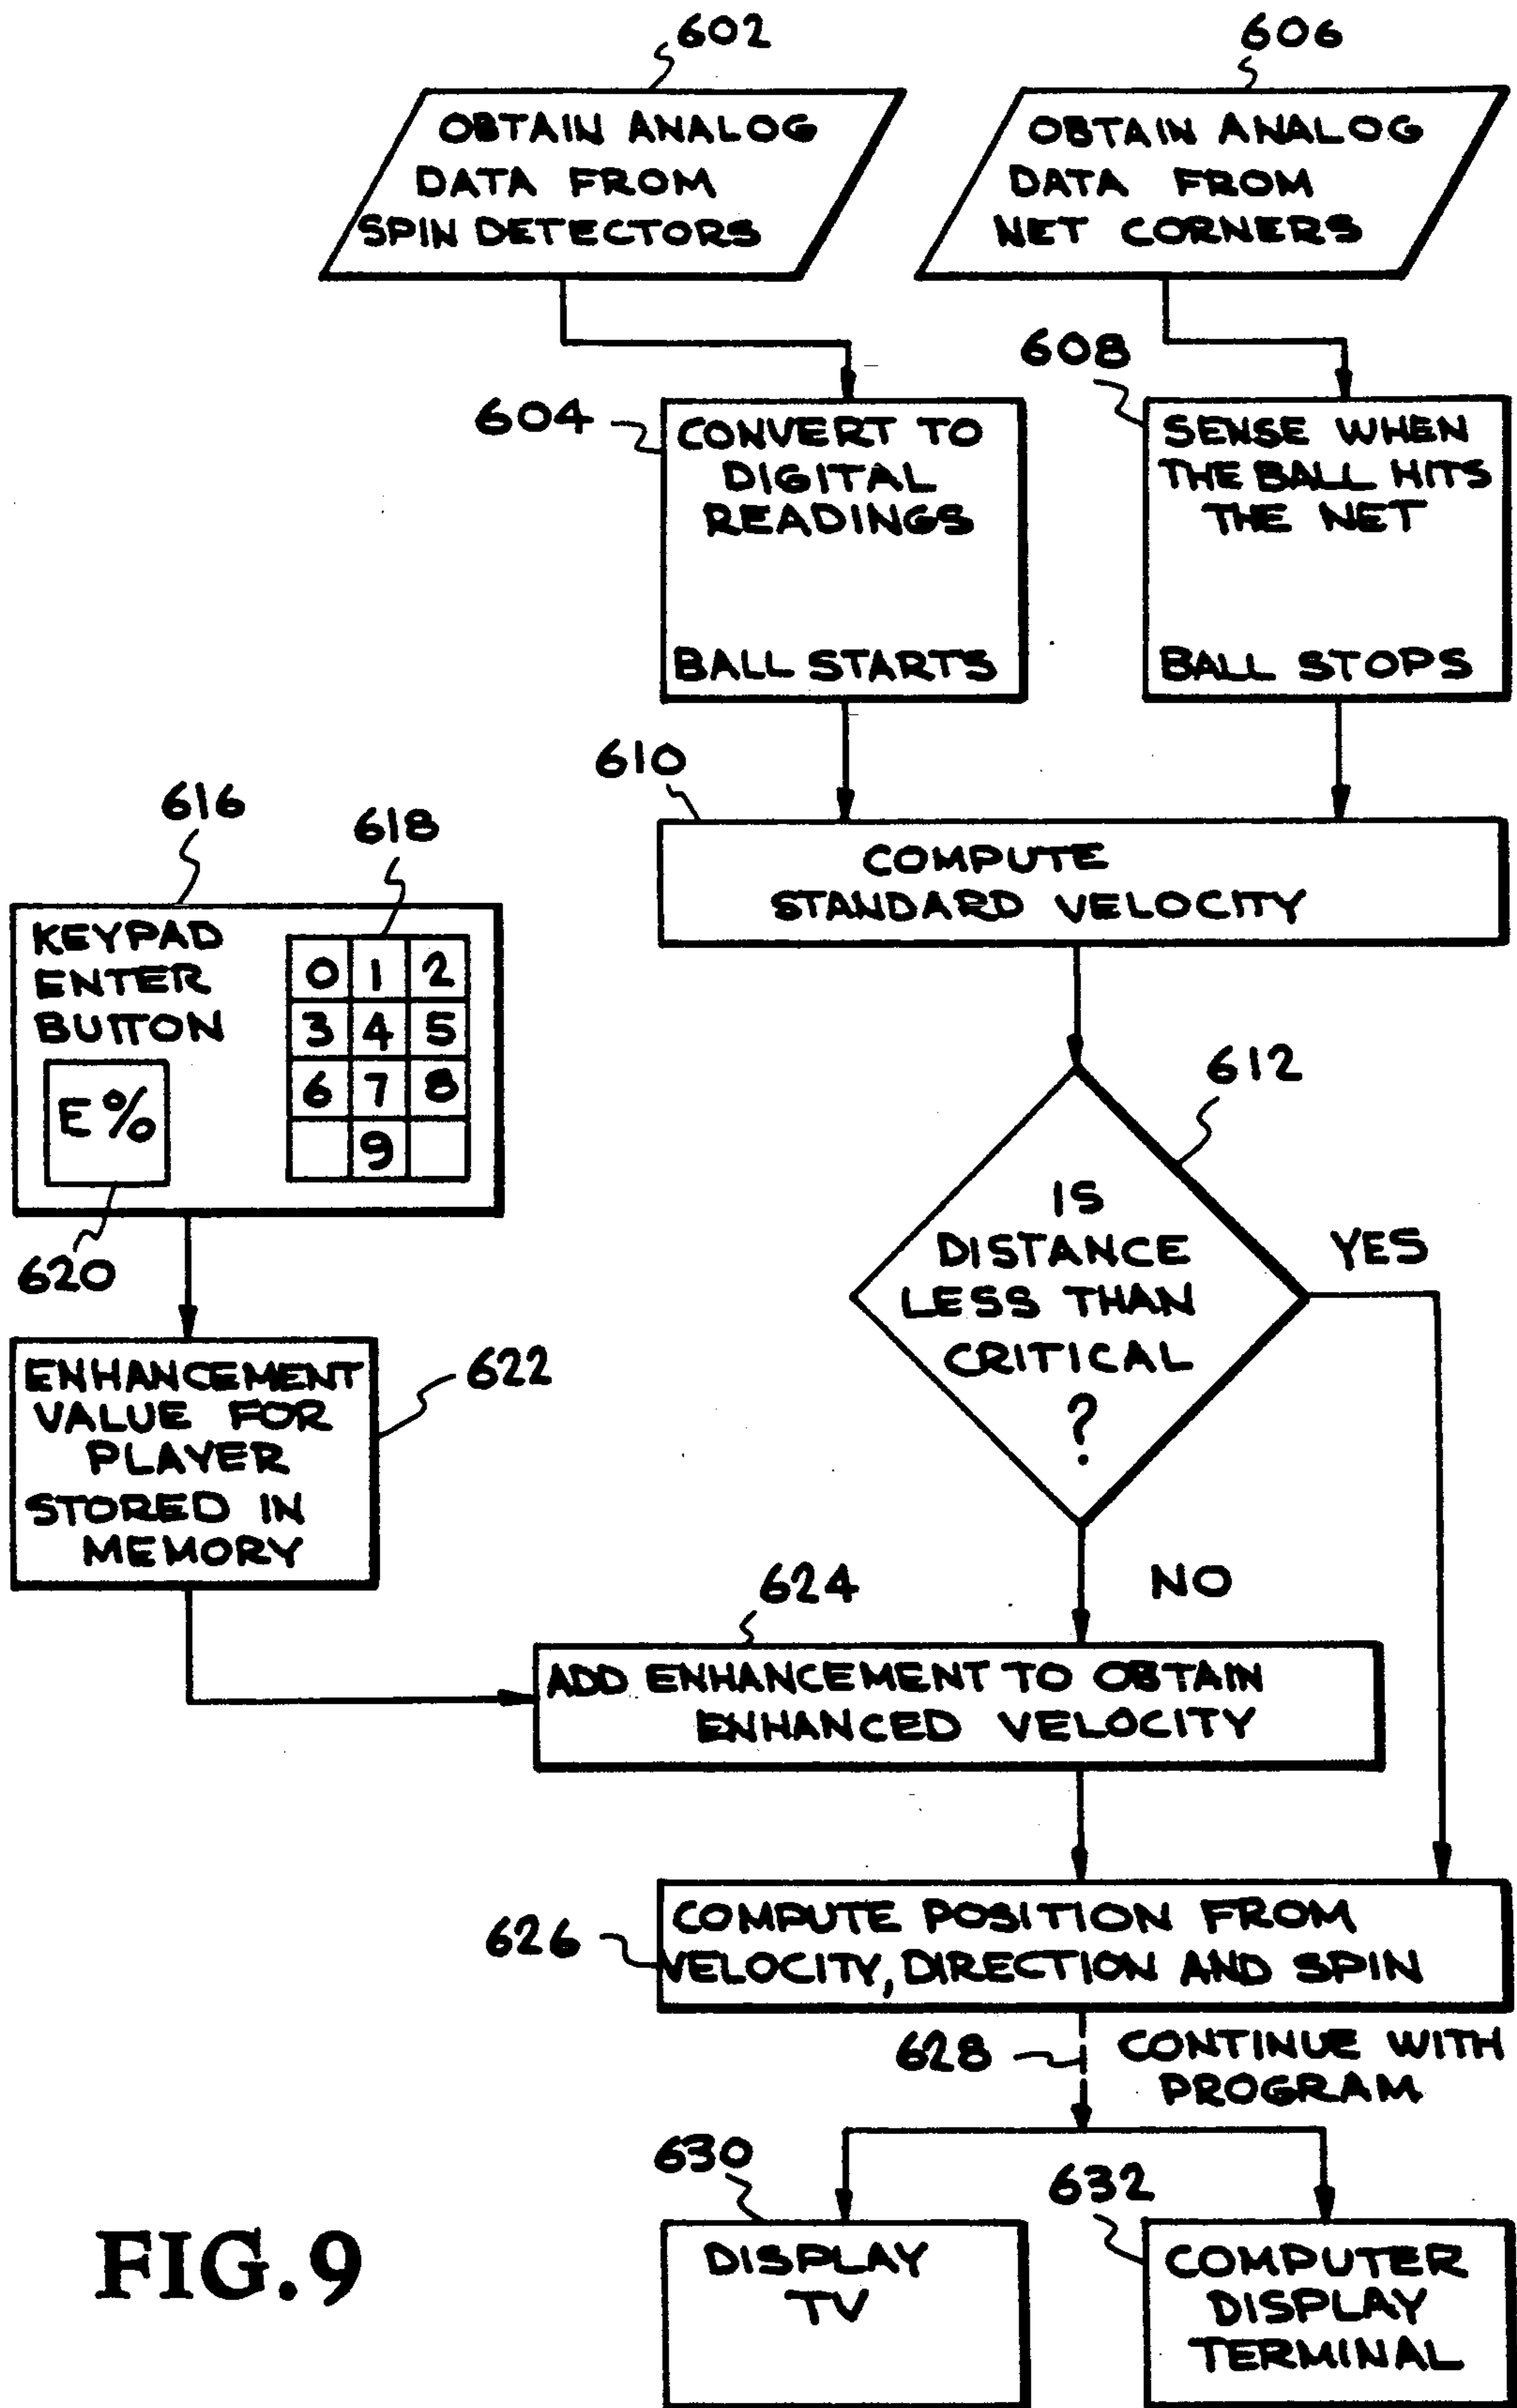 602
606
OBTAIN ANALOG
DATA FROM
SPIN DETECTORS
OBTAIN ANALOG
DATA FROM
NET CORNERS
604
CONVERT TO
DIGITAL
READINGS
BALL STARTS
608
SENSE WHEN
THE BALL HITS
THE NET
BALL STOPS
610
COMPUTE
STANDARD VELOCITY
616
618
KEYPAD
ENTER
BUTTON
E%
0 1 2
3 4 5
6 7 8
9
620
612
IS
DISTANCE
LESS THAN
CRITICAL
?
YES
NO
ENHANCEMENT
VALUE FOR
PLAYER
STORED IN
MEMORY
622
624
ADD ENHANCEMENT TO OBTAIN
ENHANCED VELOCITY
626
COMPUTE POSITION FROM
VELOCITY, DIRECTION AND SPIN
628
CONTINUE WITH
PROGRAM
630
DISPLAY
TV
632
COMPUTER
DISPLAY
TERMINAL
FIG.9